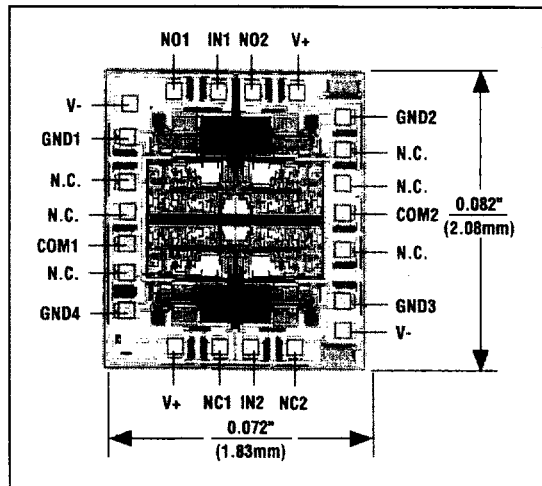 NO1 IN1 NO2 V+
V-
GND1
N.C.
N.C.
COM1
N.C.
GND4
GND2
N.C.
N.C.
COM2
N.C.
GND3
V-
0.082"
(2.08mm)
V+ NC1 IN2 NC2
0.072"
(1.83mm)